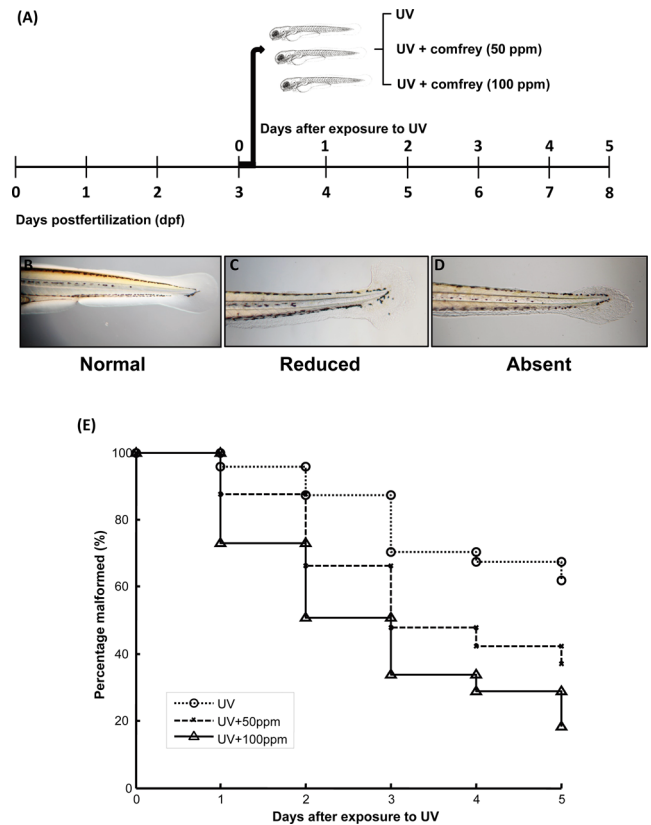 (A)
UV
UV + comfrey (50 ppm)
UV + comfrey (100 ppm)
Days after exposure to UV
0 1 2 3 4 5
0 1 2 3 4 5 6 7 8
Days postfertilization (dpf)
B C D
Normal Reduced Absent
(E)
Percentage malformed (%)
100
80
60
40
20
0
UV
UV+50ppm
UV+100ppm
0 1 2 3 4 5
Days after exposure to UV